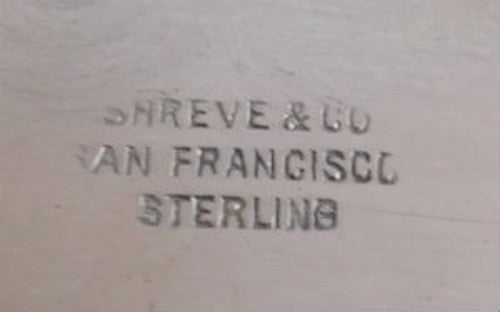 SHREVE & CO
SAN FRANCISCO
STERLING